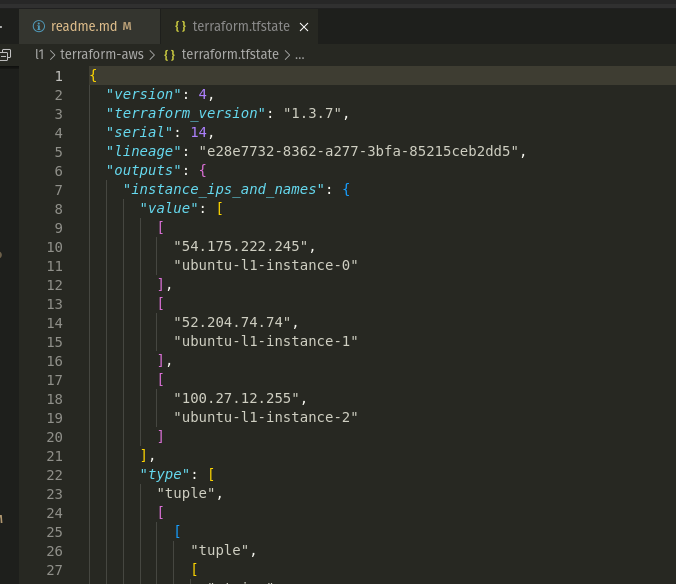 readme.md M
terraform.tfstate
l1 > terraform-aws > {} terraform.tfstate > ...
1 {
2 "version": 4,
3 "terraform_version": "1.3.7",
4 "serial": 14,
5 "lineage": "e28e7732-8362-a277-3bfa-85215ceb2dd5",
6 "outputs": {
7 "instance_ips_and_names": {
8 "value": [
9 [
10 "54.175.222.245",
11 "ubuntu-l1-instance-0"
12 ],
13 [
14 "52.204.74.74",
15 "ubuntu-l1-instance-1"
16 ],
17 [
18 "100.27.12.255",
19 "ubuntu-l1-instance-2"
20 ]
21 ],
22 "type": [
23 "tuple",
24 [
25 [
26 "tuple",
27 [